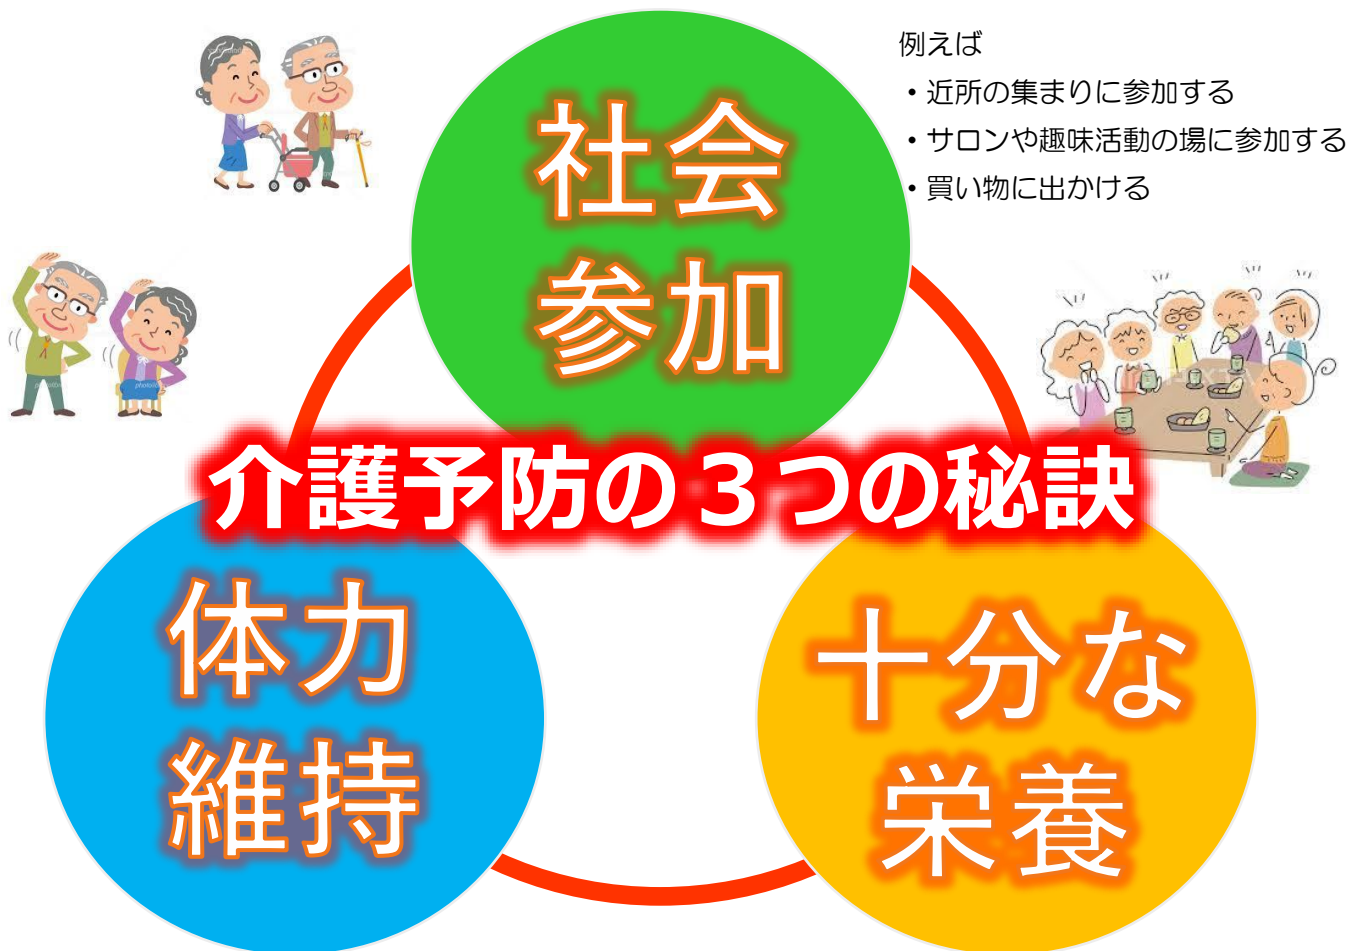 例えば
・近所の集まりに参加する
・サロンや趣味活動の場に参加する
・買い物に出かける
社会
参加
介護予防の３つの秘訣
体力
維持
十分な
栄養